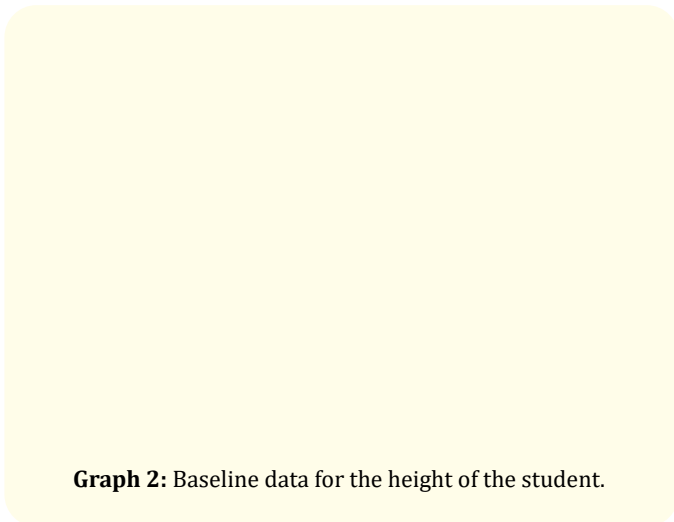 Graph 2: Baseline data for the height of the student.